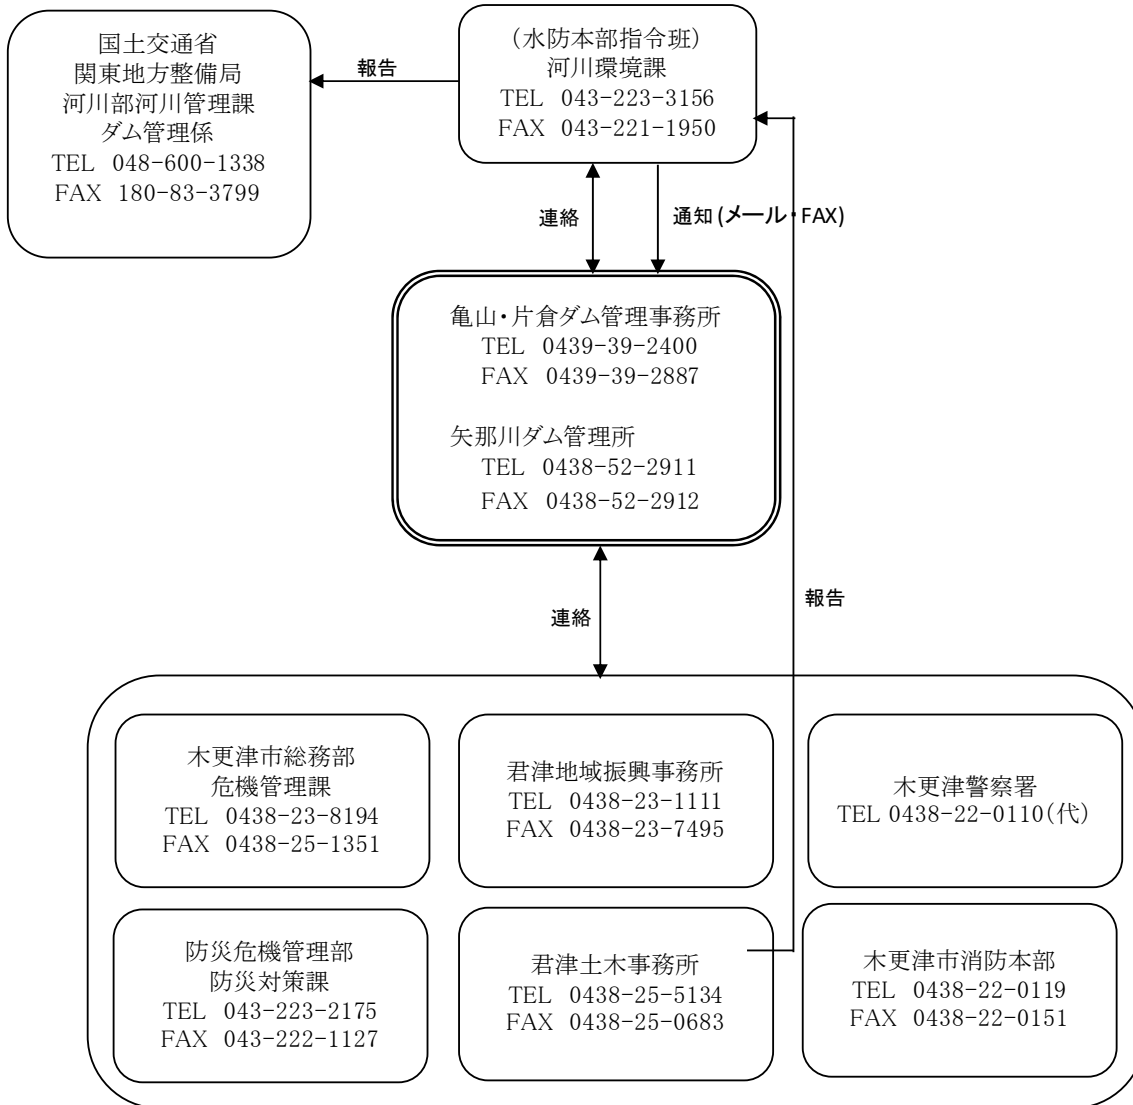 国土交通省
関東地方整備局
河川部河川管理課
ダム管理係
TEL 048-600-1338
FAX 180-83-3799
報告
(水防本部指令班)
河川環境課
TEL 043-223-3156
FAX 043-221-1950
連絡
通知(メール・FAX)
亀山・片倉ダム管理事務所
TEL 0439-39-2400
FAX 0439-39-2887
矢那川ダム管理所
TEL 0438-52-2911
FAX 0438-52-2912
連絡
報告
木更津市総務部
危機管理課
TEL 0438-23-8194
FAX 0438-25-1351
君津地域振興事務所
TEL 0438-23-1111
FAX 0438-23-7495
木更津警察署
TEL 0438-22-0110(代)
防災危機管理部
防災対策課
TEL 043-223-2175
FAX 043-222-1127
君津土木事務所
TEL 0438-25-5134
FAX 0438-25-0683
木更津市消防本部
TEL 0438-22-0119
FAX 0438-22-0151